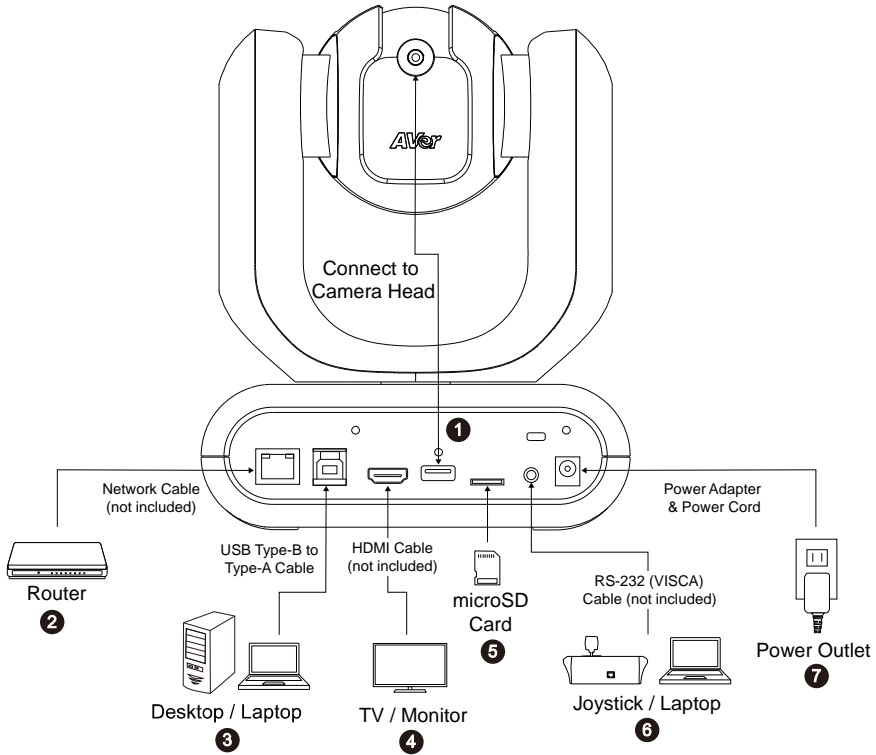 AVer
Connect to
Camera Head
1
Network Cable
(not included)
Power Adapter
& Power Cord
USB Type-B to
Type-A Cable
HDMI Cable
(not included)
RS-232 (VISCA)
Cable (not included)
Router
2
microSD
Card
5
Power Outlet
7
Desktop / Laptop
3
TV / Monitor
4
Joystick / Laptop
6